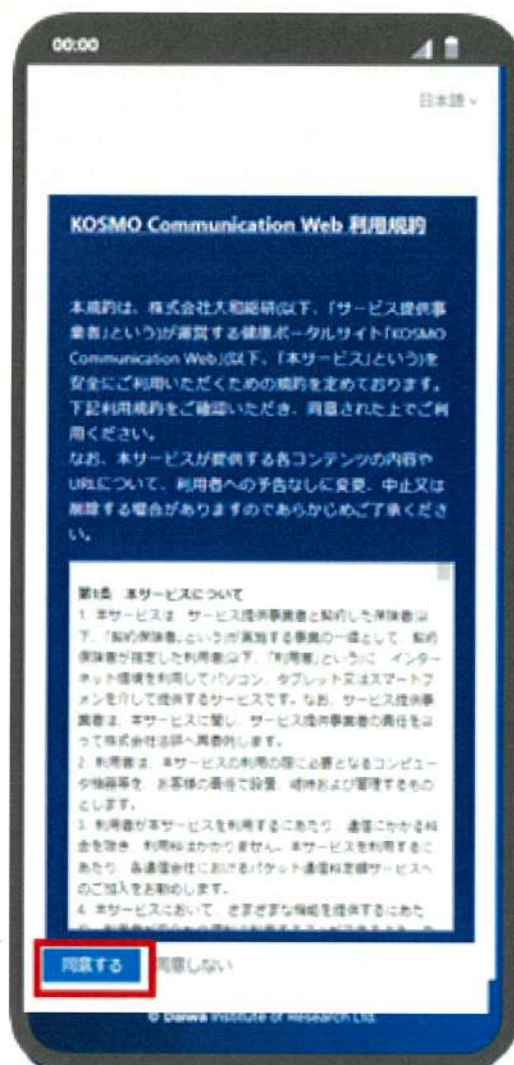 00:00
日本語
KOSMO Communication Web 利用規約
本規約は、株式会社大和総研(以下、「サービス提供事
業者」という)が運営する健康ポータルサイト「KOSMO
Communication Web」(以下、「本サービス」という)を
安全にご利用いただくための規約を定めております。
下記利用規約をご確認いただき、同意された上でご利
用ください。
なお、本サービスが提供する各コンテンツの内容や
URLについて、利用者への予告なしに変更、中止又は
削除する場合がありますのであらかじめご了承くださ
い。
第1条 本サービスについて
1. 本サービスは、サービス提供事業者と契約した保険者(以
下、「契約保険者」という)が実施する事業の一環として、契約
保険者が指定した利用者(以下、「利用者」という)に、インター
ネット環境を利用してパソコン、タブレット又はスマートフ
ォンを介して提供するサービスです。なお、サービス提供事
業者は、本サービスに関し、サービス提供事業者の責任をは
って株式会社法研へ再委託します。
2. 利用者は、本サービスの利用の際に必要となるコンピュー
タ機器等を、お客様の責任で設置、維持および管理するもの
とします。
3. 利用者が本サービスを利用するにあたり、通信にかかる料
金を除き、利用料はかかりません。本サービスを利用するに
あたり、各通信会社におけるパケット通信料定額サービスへ
のご加入をお勧めします。
4. 本サービスにおいて、さまざまな機能を提供するにあた
同意する 同意しない
© Daiwa Institute of Research Ltd.